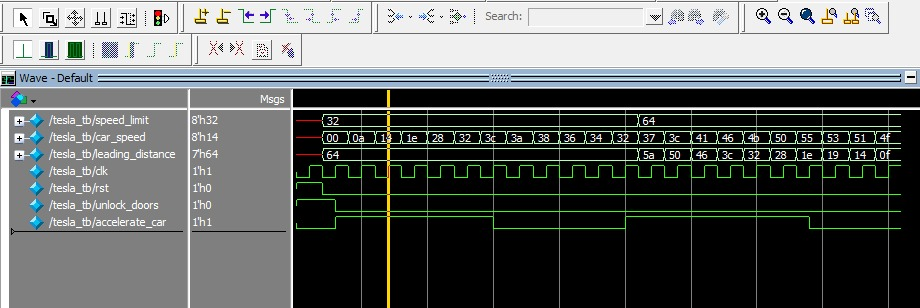 Search:
Wave - Default
Msgs
/tesla_tb/speed_limit 8'h32 32 64
/tesla_tb/car_speed 8'h14 00 0a 1e 28 32 3c 3a 38 36 34 32 37 3c 41 46 4b 50 55 53 51 4f
/tesla_tb/leading_distance 7'h64 64 5a 50 46 3c 32 28 1e 19 14 0f
/tesla_tb/clk 1'h1
/tesla_tb/rst 1'h0
/tesla_tb/unlock_doors 1'h0
/tesla_tb/accelerate_car 1'h1